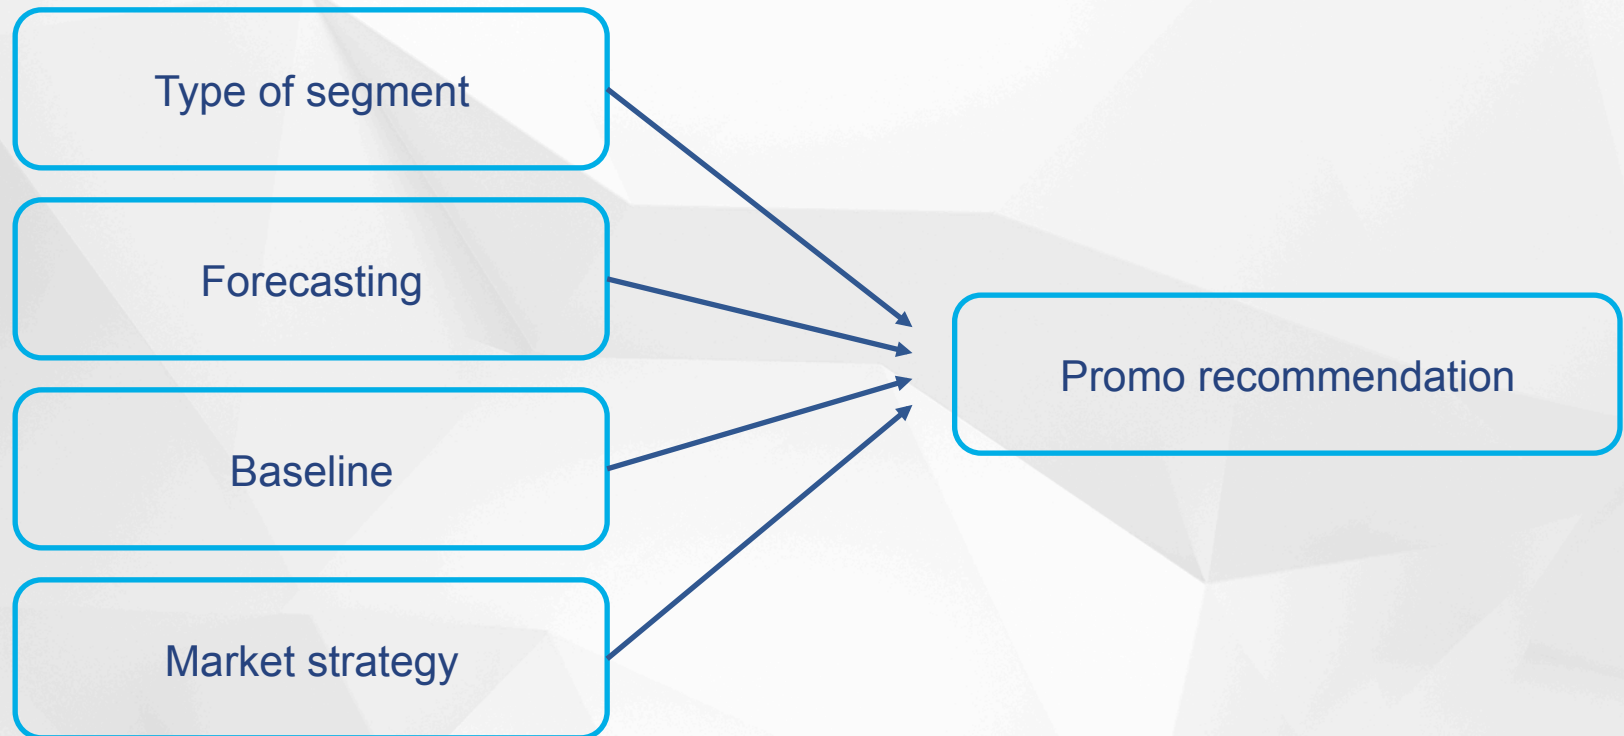 Type of segment
Forecasting
Baseline
Market strategy
Promo recommendation